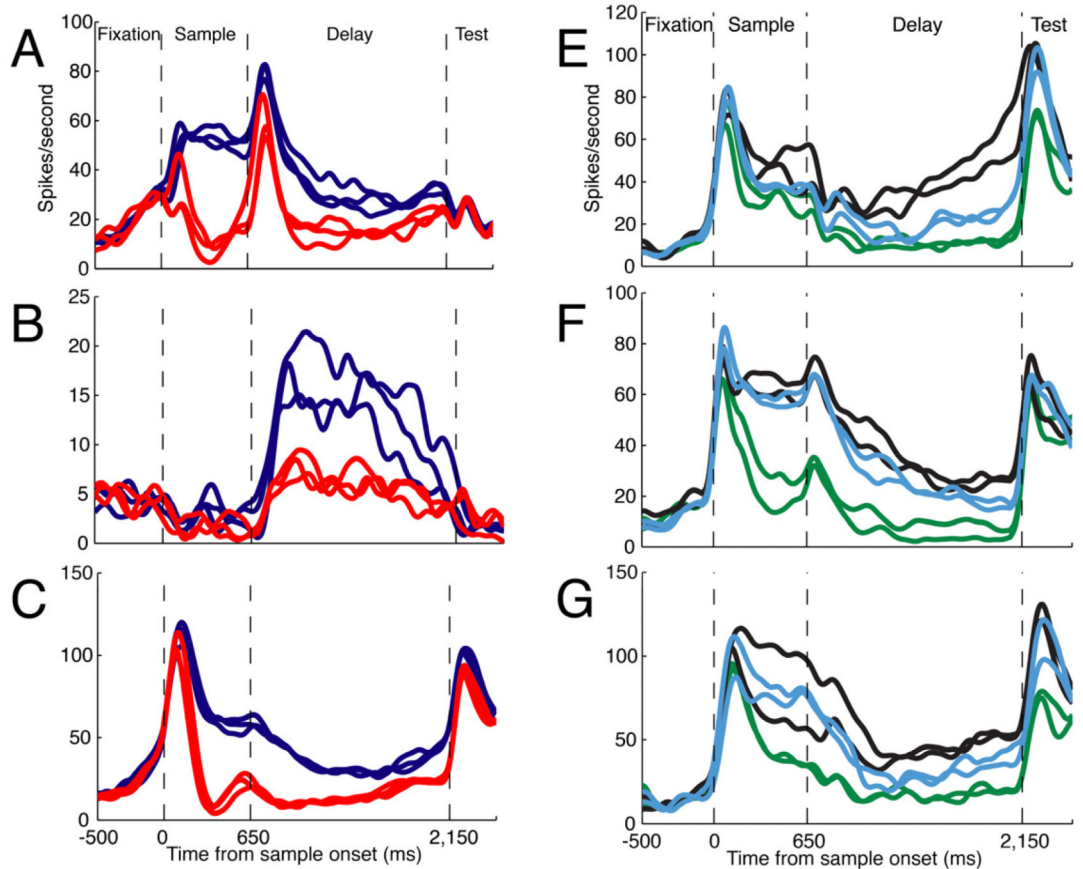 A
Spikes/second
100
80
60
40
20
0
Fixation Sample Delay Test
B
25
20
15
10
5
0
C
150
100
50
0
-500 0 650 2,150
Time from sample onset (ms)
E
Spikes/second
120
100
80
60
40
20
0
Fixation Sample Delay Test
F
100
80
60
40
20
0
G
150
100
50
0
-500 0 650 2,150
Time from sample onset (ms)